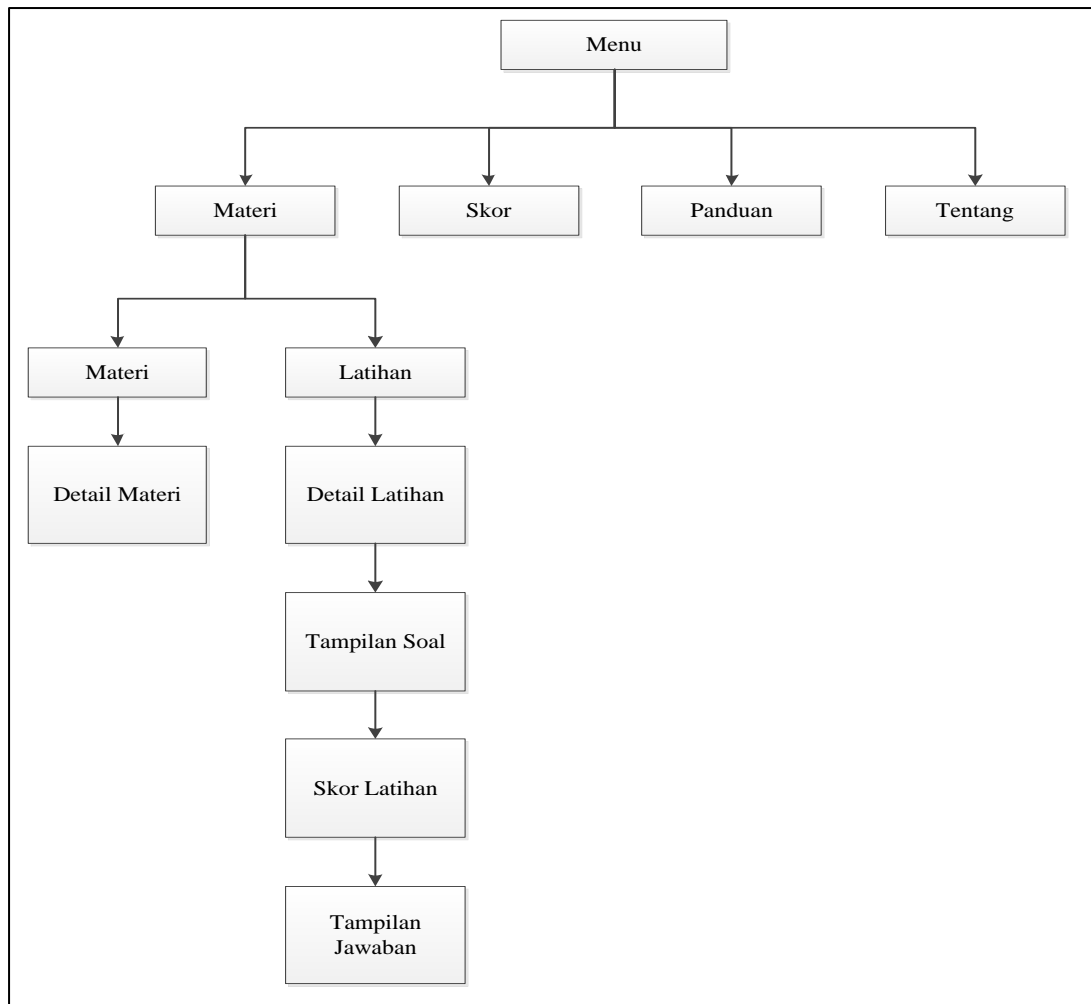 Menu
Materi
Skor
Panduan
Tentang
Materi
Latihan
Detail Materi
Detail Latihan
Tampilan Soal
Skor Latihan
Tampilan
Jawaban